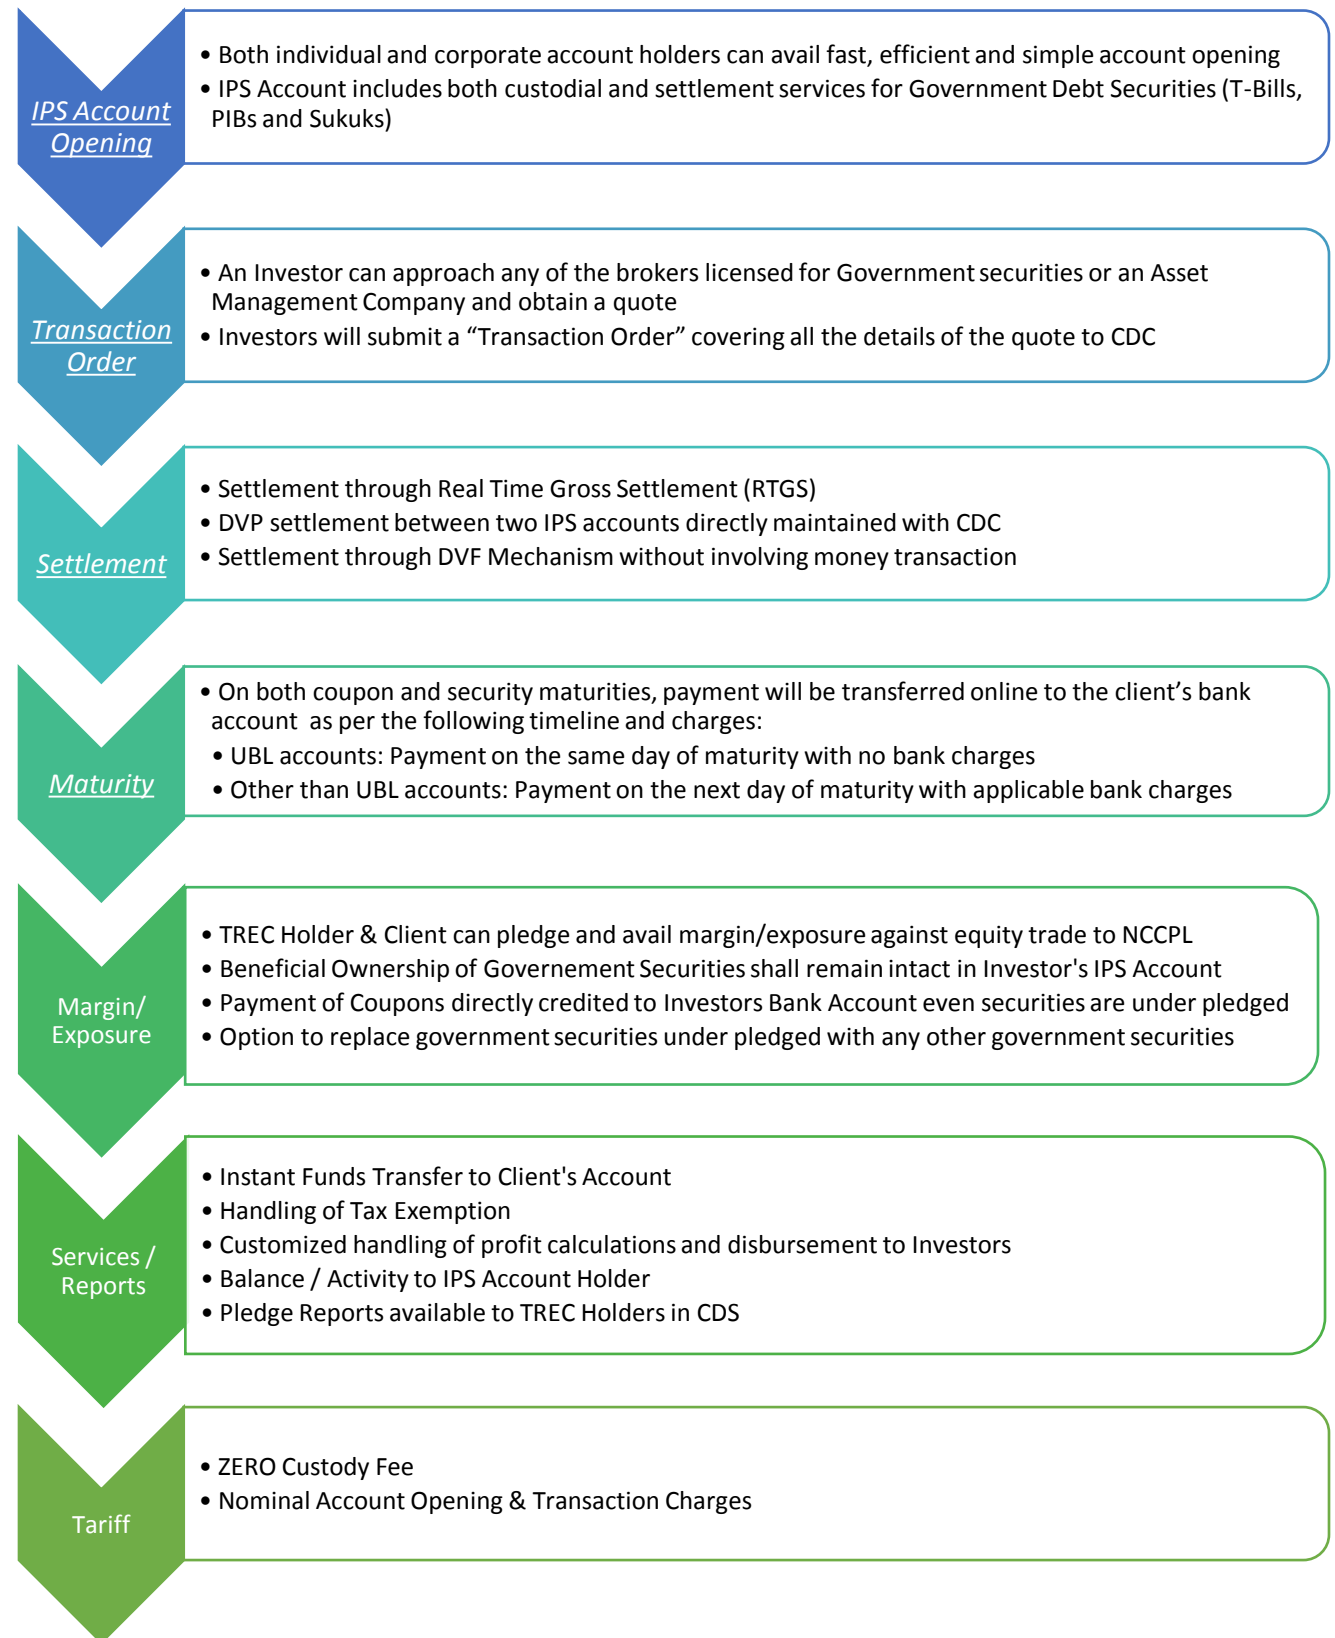 IPS Account
Opening
• Both individual and corporate account holders can avail fast, efficient and simple account opening
• IPS Account includes both custodial and settlement services for Government Debt Securities (T-Bills,
PIBs and Sukuks)
Transaction
Order
• An Investor can approach any of the brokers licensed for Government securities or an Asset
Management Company and obtain a quote
• Investors will submit a “Transaction Order” covering all the details of the quote to CDC
Settlement
• Settlement through Real Time Gross Settlement (RTGS)
• DVP settlement between two IPS accounts directly maintained with CDC
• Settlement through DVF Mechanism without involving money transaction
Maturity
• On both coupon and security maturities, payment will be transferred online to the client’s bank
account as per the following timeline and charges:
• UBL accounts: Payment on the same day of maturity with no bank charges
• Other than UBL accounts: Payment on the next day of maturity with applicable bank charges
Margin/
Exposure
• TREC Holder & Client can pledge and avail margin/exposure against equity trade to NCCPL
• Beneficial Ownership of Governement Securities shall remain intact in Investor's IPS Account
• Payment of Coupons directly credited to Investors Bank Account even securities are under pledged
• Option to replace government securities under pledged with any other government securities
Services /
Reports
• Instant Funds Transfer to Client's Account
• Handling of Tax Exemption
• Customized handling of profit calculations and disbursement to Investors
• Balance / Activity to IPS Account Holder
• Pledge Reports available to TREC Holders in CDS
Tariff
• ZERO Custody Fee
• Nominal Account Opening & Transaction Charges